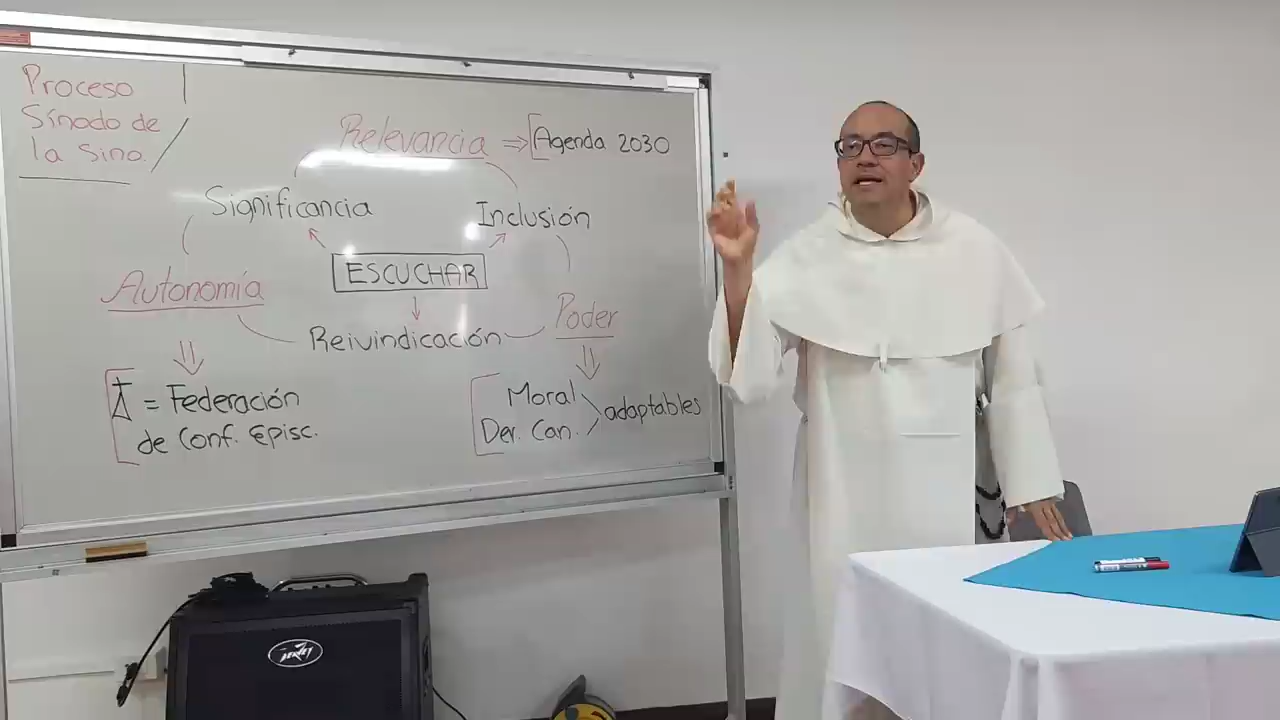 Proceso
Sínodo de
la Sino.
Relevancia ⇒ [Agenda 2030
Significancia
Inclusión
ESCUCHAR
Autonomía
Poder
Reivindicación
= Federación
de Conf. Episc.
Moral
Der. Can.
adaptables
PEAVEY